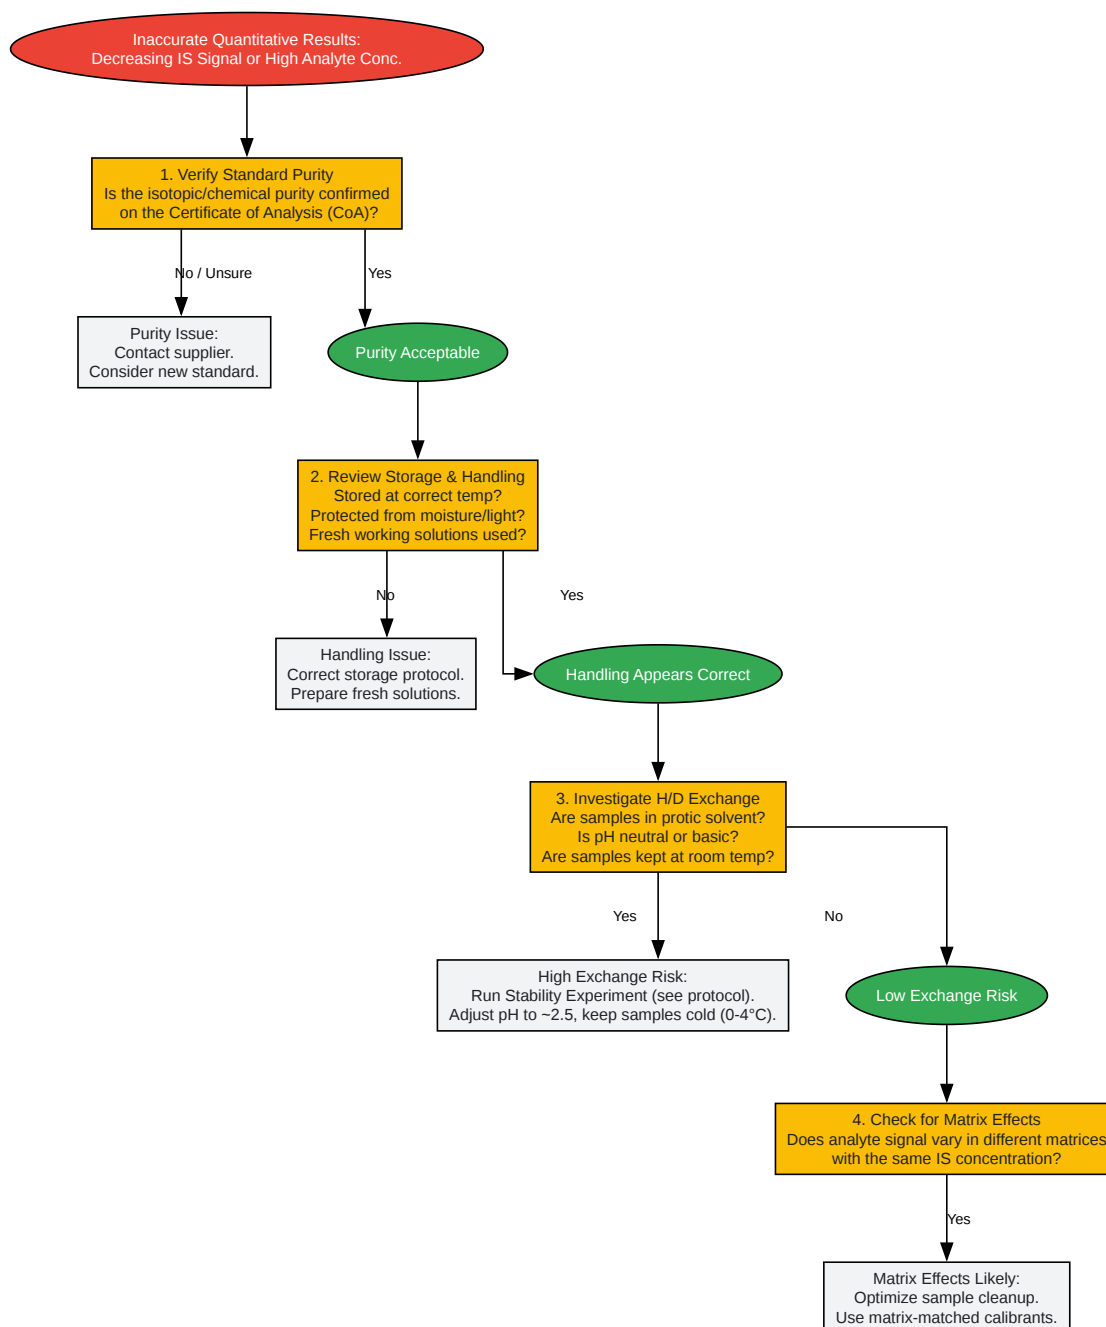 Inaccurate Quantitative Results:
Decreasing IS Signal or High Analyte Conc.
1. Verify Standard Purity
Is the isotopic/chemical purity confirmed
on the Certificate of Analysis (CoA)?
No / Unsure
Yes
Purity Issue:
Contact supplier.
Consider new standard.
Purity Acceptable
2. Review Storage & Handling
Stored at correct temp?
Protected from moisture/light?
Fresh working solutions used?
No
Yes
Handling Issue:
Correct storage protocol.
Prepare fresh solutions.
Handling Appears Correct
3. Investigate H/D Exchange
Are samples in protic solvent?
Is pH neutral or basic?
Are samples kept at room temp?
Yes
No
High Exchange Risk:
Run Stability Experiment (see protocol).
Adjust pH to ~2.5, keep samples cold (0-4°C).
Low Exchange Risk
4. Check for Matrix Effects
Does analyte signal vary in different matrices
with the same IS concentration?
Yes
Matrix Effects Likely:
Optimize sample cleanup.
Use matrix-matched calibrants.